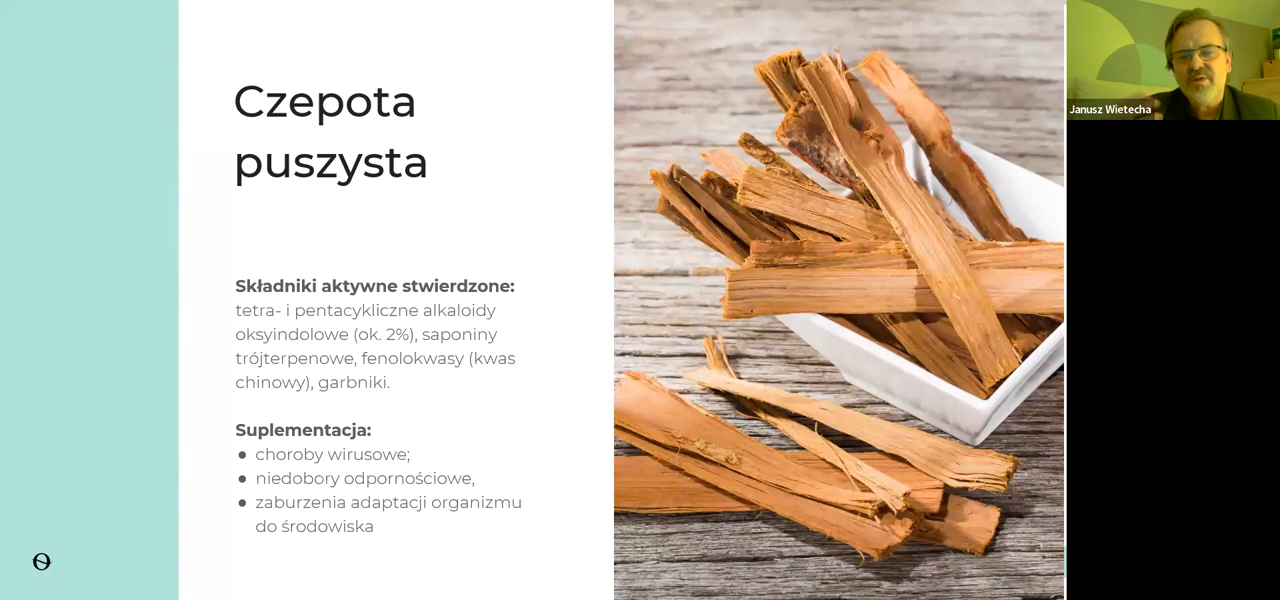 Czepota
puszysta
Składniki aktywne stwierdzone:
tetra- i pentacykliczne alkaloidy
oksyindolowe (ok. 2%), saponiny
trójterpenowe, fenolokwasy (kwas
chinowy), garbniki.
Suplementacja:
● choroby wirusowe;
● niedobory odpornościowe,
● zaburzenia adaptacji organizmu
do środowiska
Janusz Wietecha